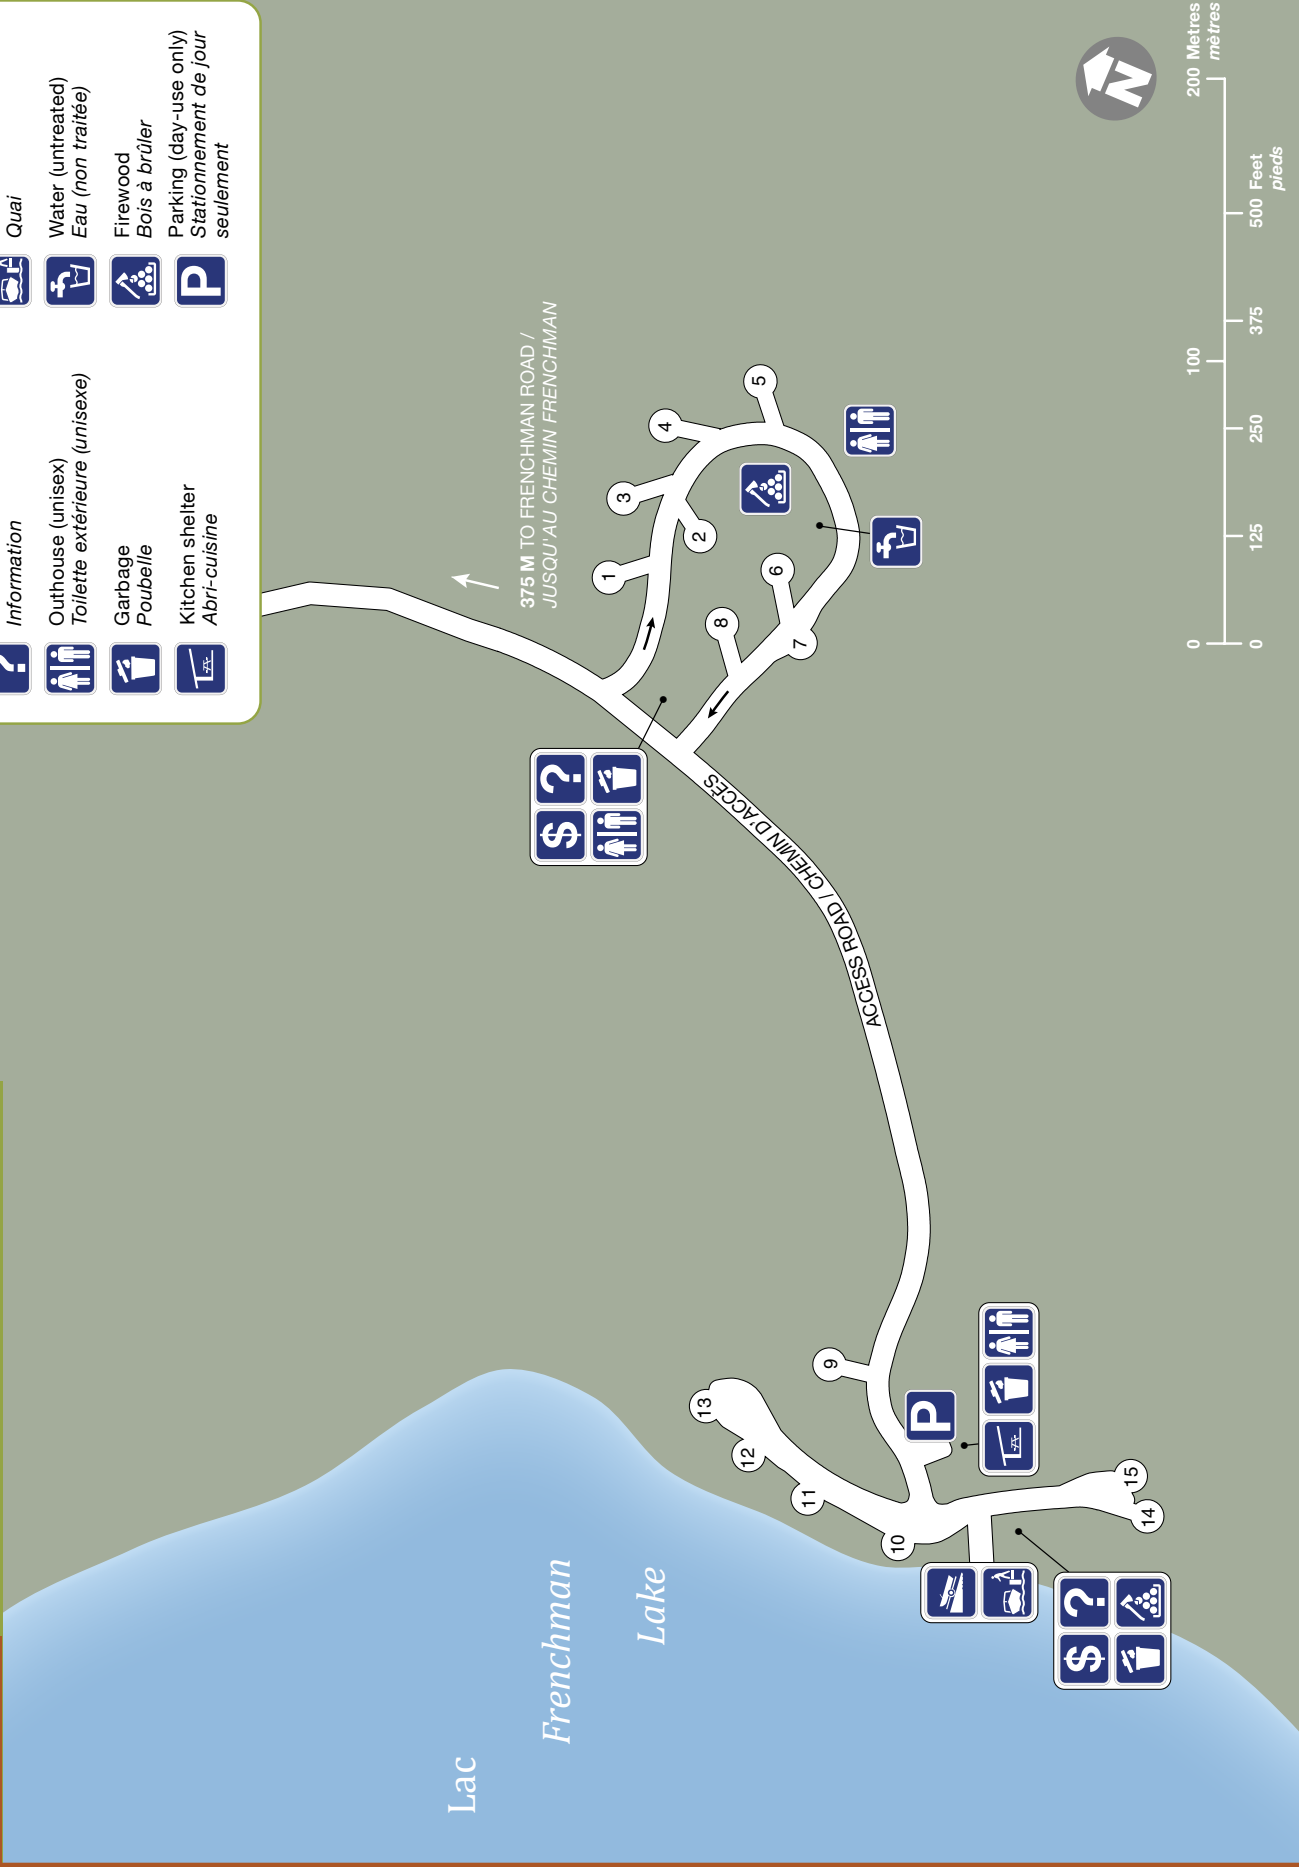 Information
Outhouse (unisex)
Toilette extérieure (unisexe)
Garbage
Poubelle
Kitchen shelter
Abri-cuisine
Quai
Water (untreated)
Eau (non traitée)
Firewood
Bois à brûler
P
Parking (day-use only)
Stationnement de jour
seulement
375 M TO FRENCHMAN ROAD /
JUSQU'AU CHEMIN FRENCHMAN
1
2
3
4
5
6
7
8
$ ?
ACCESS ROAD / CHEMIN D'ACCÈS
9
P
10
11
12
13
14
15
$ ?
Lac
Frenchman
Lake
N
0 100 200 Metres
mètres
0 125 250 375 500 Feet
pieds